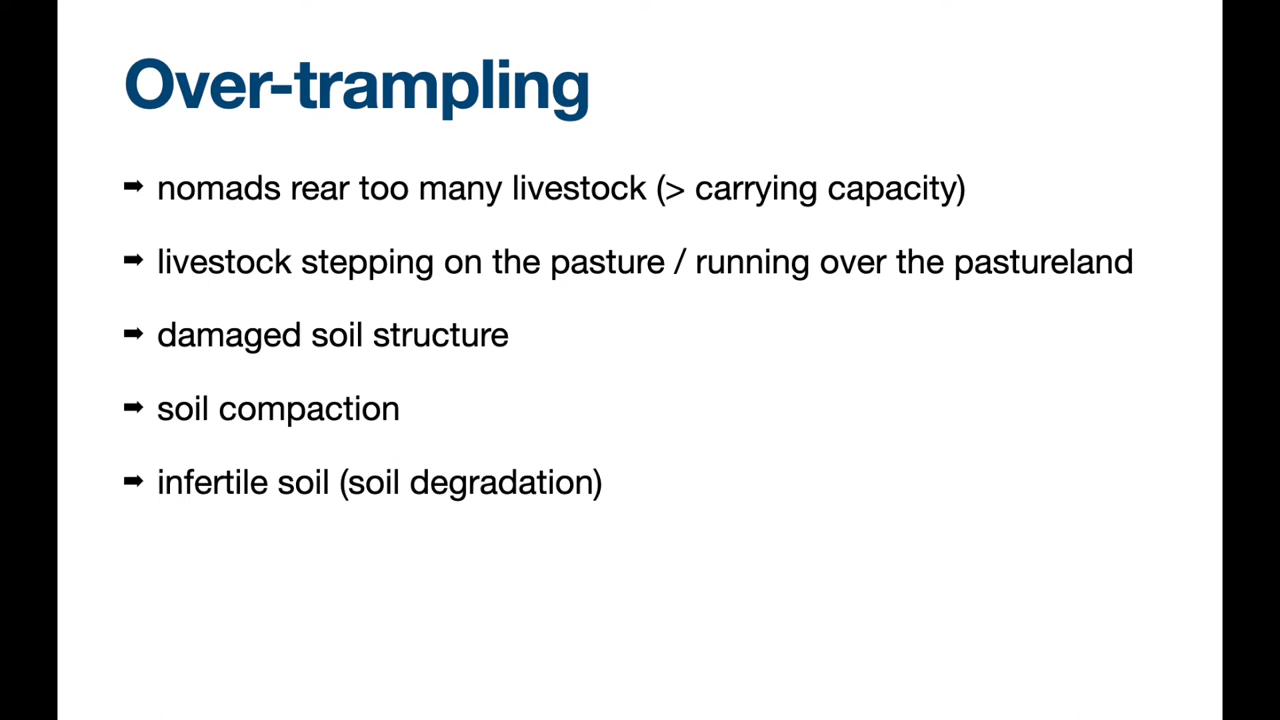 Over-trampling
➡ nomads rear too many livestock (> carrying capacity)
➡ livestock stepping on the pasture / running over the pastureland
➡ damaged soil structure
➡ soil compaction
➡ infertile soil (soil degradation)